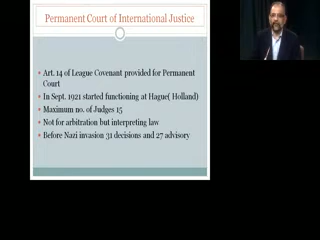 Permanent Court of International Justice
Art. 14 of League Covenant provided for Permanent
Court
In Sept. 1921 started functioning at Hague( Holland)
Maximum no. of Judges 15
Not for arbitration but interpreting law
Before Nazi invasion 31 decisions and 27 advisory